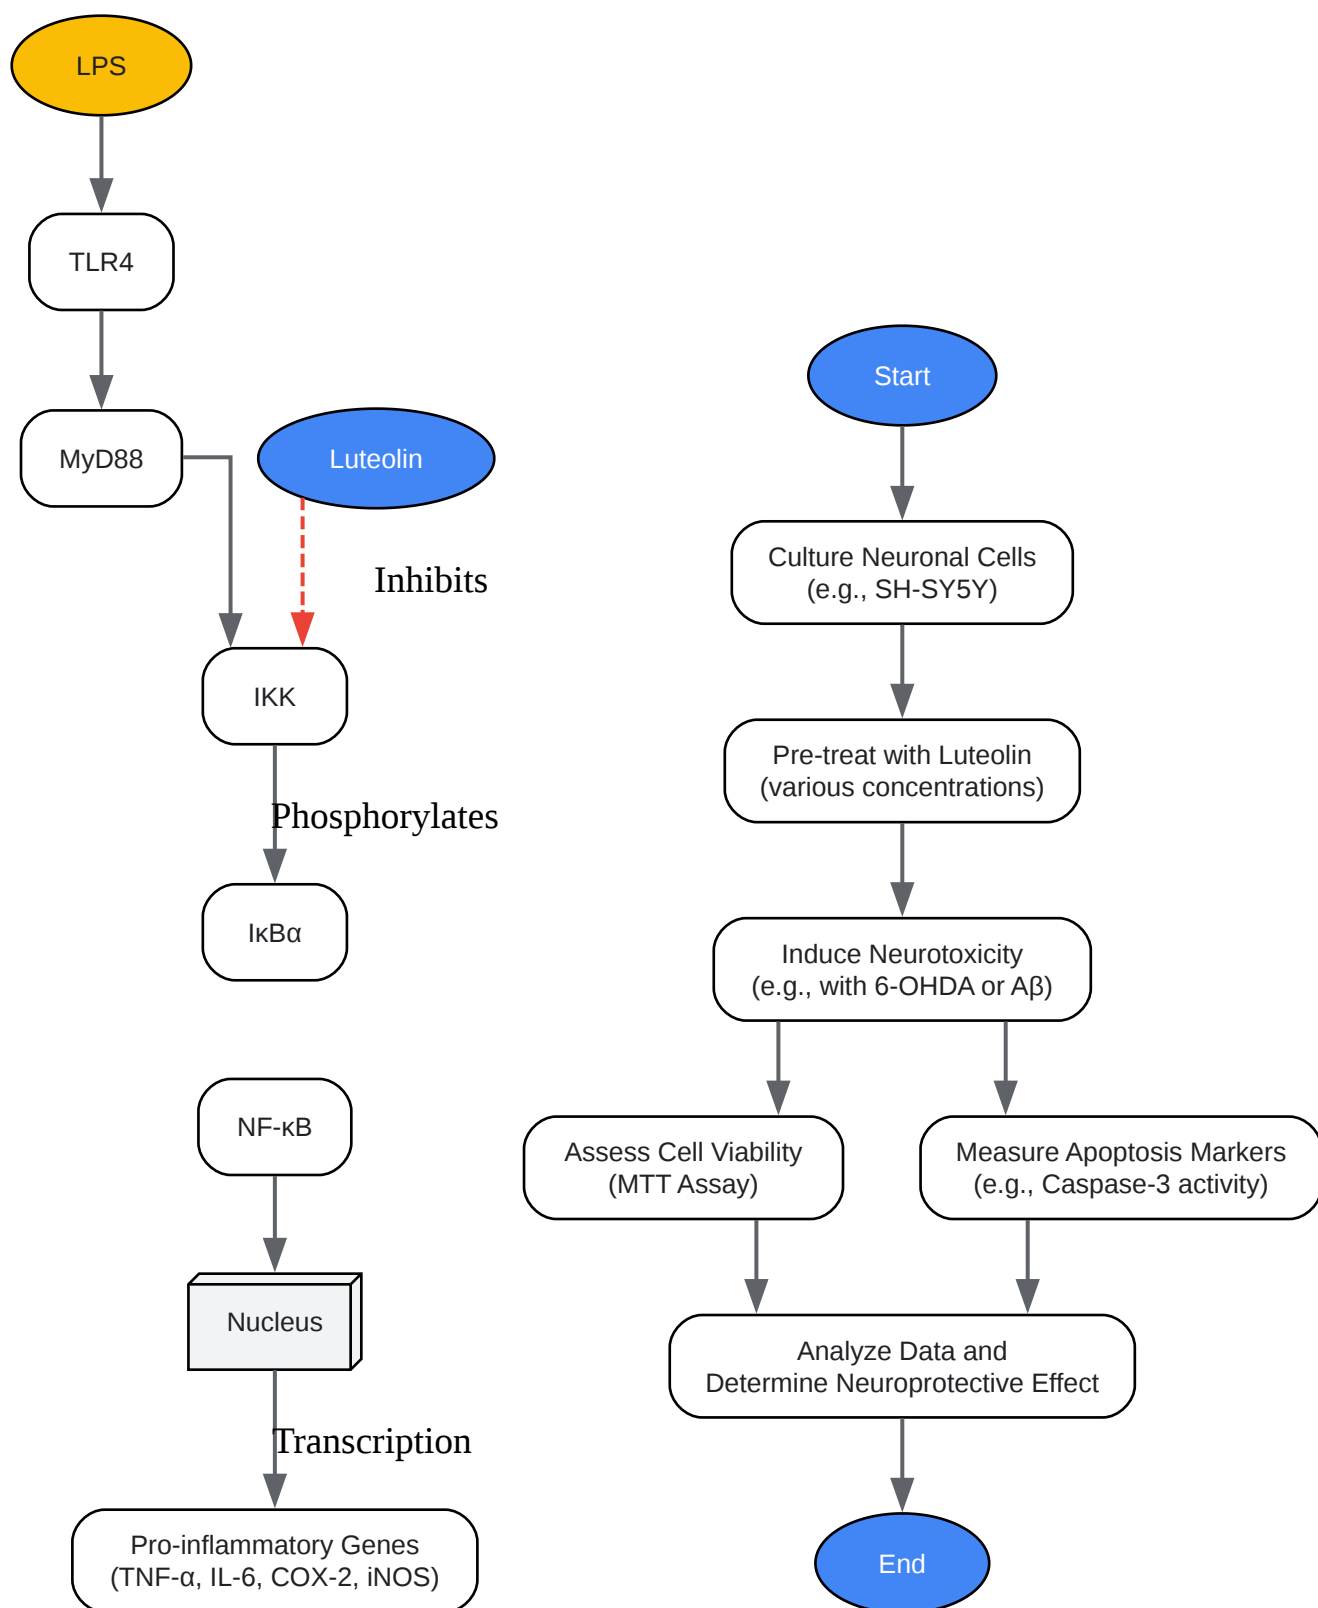 LPS
TLR4
MyD88
Luteolin
Inhibits
IKK
Phosphorylates
IκBα
NF-κB
Nucleus
Transcription
Pro-inflammatory Genes
(TNF-α, IL-6, COX-2, iNOS)
Start
Culture Neuronal Cells
(e.g., SH-SY5Y)
Pre-treat with Luteolin
(various concentrations)
Induce Neurotoxicity
(e.g., with 6-OHDA or Aβ)
Assess Cell Viability
(MTT Assay)
Measure Apoptosis Markers
(e.g., Caspase-3 activity)
Analyze Data and
Determine Neuroprotective Effect
End